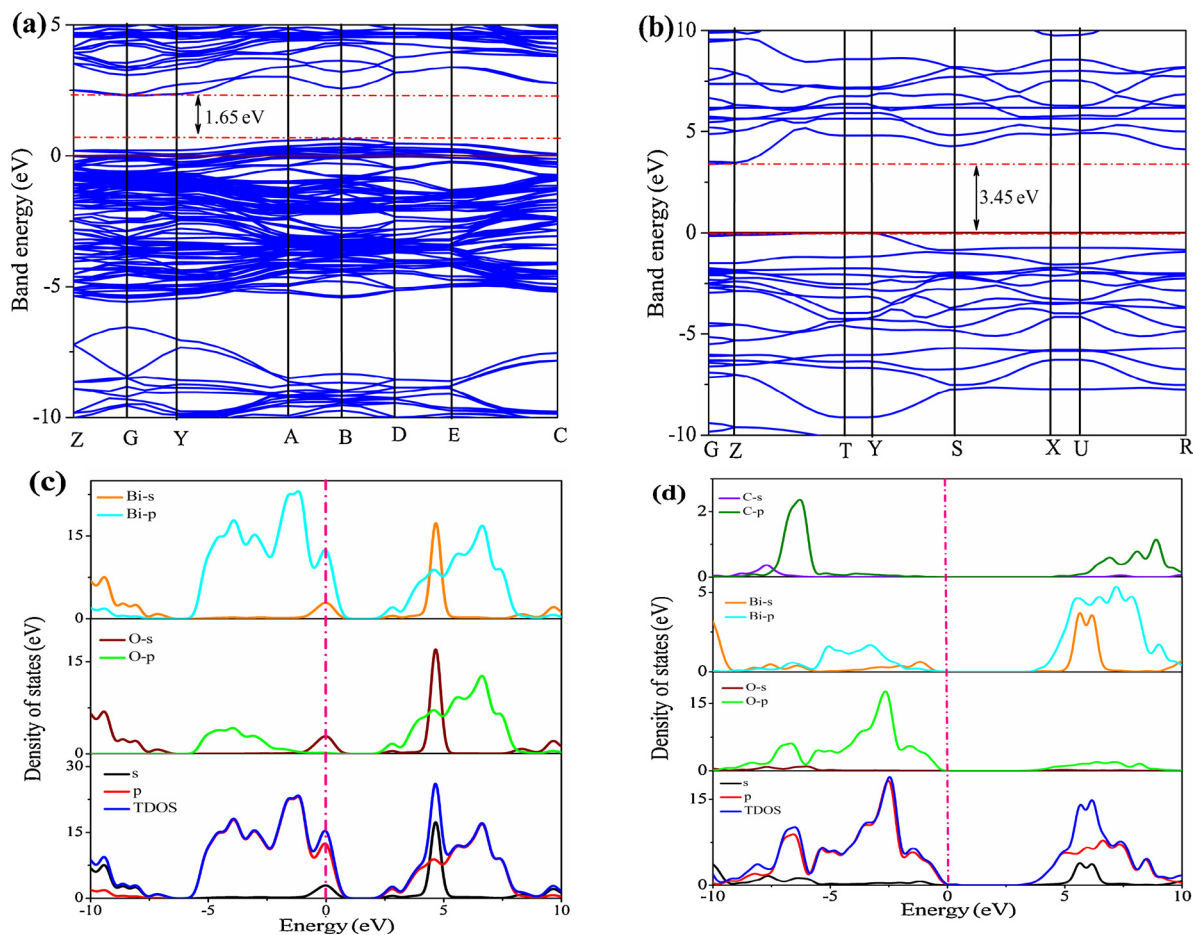 (a)
5
0
-5
-10
Band energy (eV)
1.65 eV
Z G Y A B D E C
(b)
10
5
0
-5
-10
Band energy (eV)
3.45 eV
G Z T Y S X U R
(c)
Bi-s
Bi-p
15
0
O-s
O-p
15
0
30
s
p
TDOS
15
0
Density of states (eV)
-10 -5 0 5 10
Energy (eV)
(d)
C-s
C-p
3
0
5
Bi-s
Bi-p
0
O-s
O-p
15
0
s
p
TDOS
15
0
Density of states (eV)
-10 -5 0 5 10
Energy (eV)